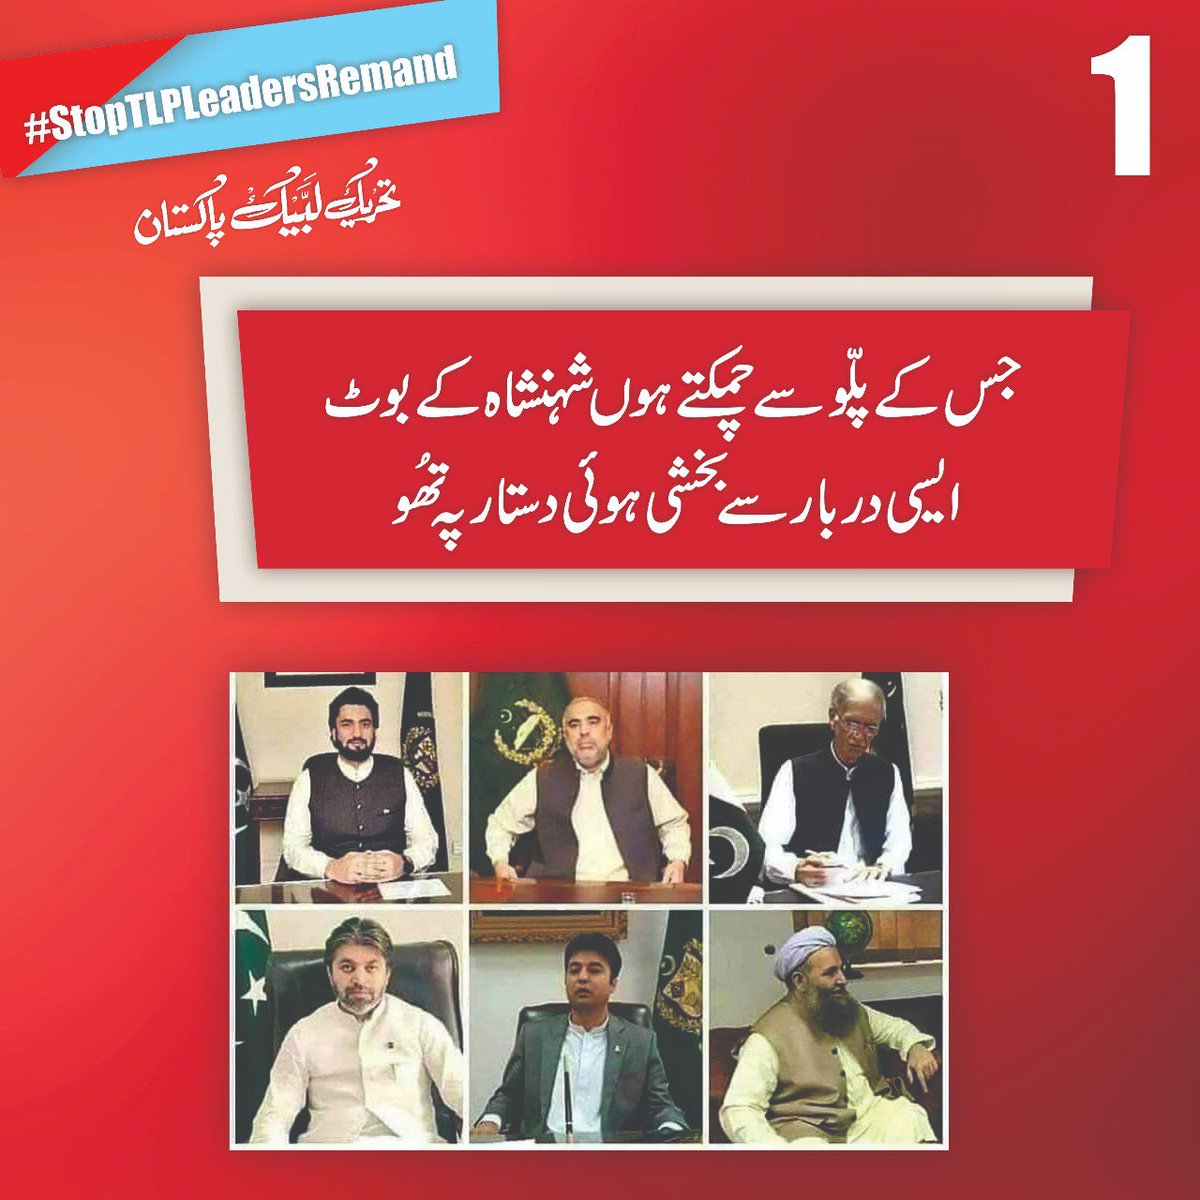 #StopTLPLeadersRemand
1
تحریک لَبَّیْک پاکستان
جس کے پلّو سے چمکتے ہوں شہنشاہ کے بوٹ
ایسی دربار سے بخشی ہوئی دستار پہ تھُو